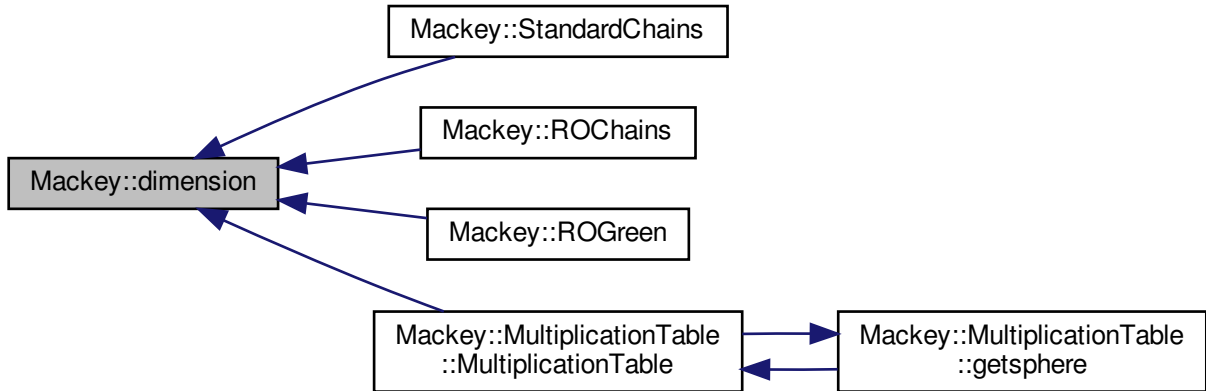 Mackey::StandardChains
Mackey::ROChains
Mackey::dimension
Mackey::ROGreen
Mackey::MultiplicationTable
::MultiplicationTable
Mackey::MultiplicationTable
::getsphere